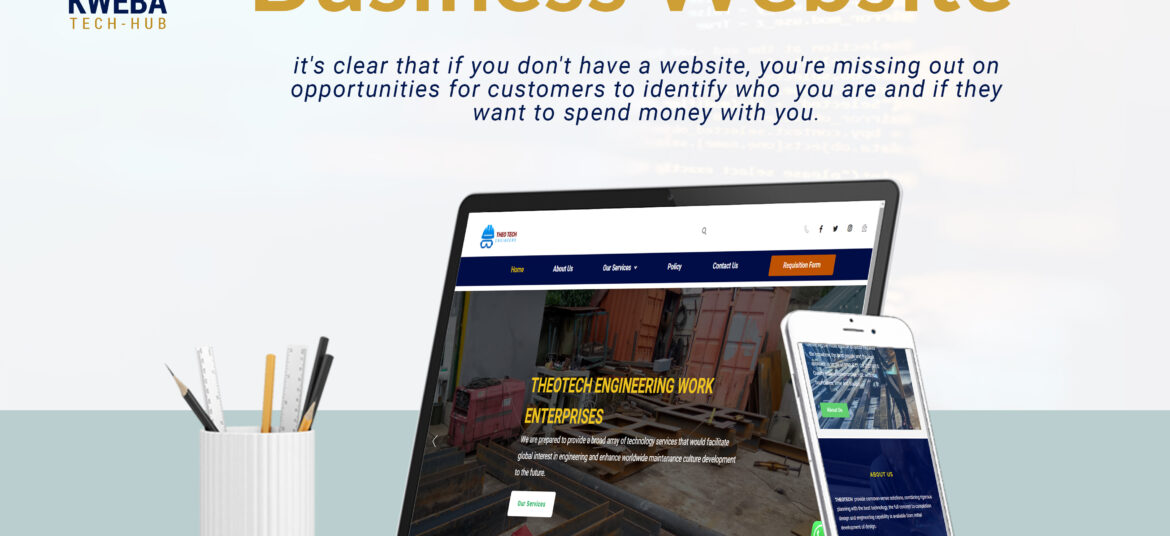 KWEBA
TECH-HUB
Business Website
it's clear that if you don't have a website, you're missing out on
opportunities for customers to identify who  you are and if they
want to spend money with you.
THEO TECH
ENGINEERS
Home About Us Our Services Policy Contact Us Requisition Form
THEOTECH ENGINEERING WORK
ENTERPRISES
We are prepared to provide a broad array of technology services that would facilitate
global interest in engineering and enhance worldwide maintenance culture development
to the future.
Our Services
About Us
ABOUT US
THEOTECH provide common-sense solutions, combining rigorous
planning with the best technology, the full concept to completion
design and engineering capability is available from initial
development of design.